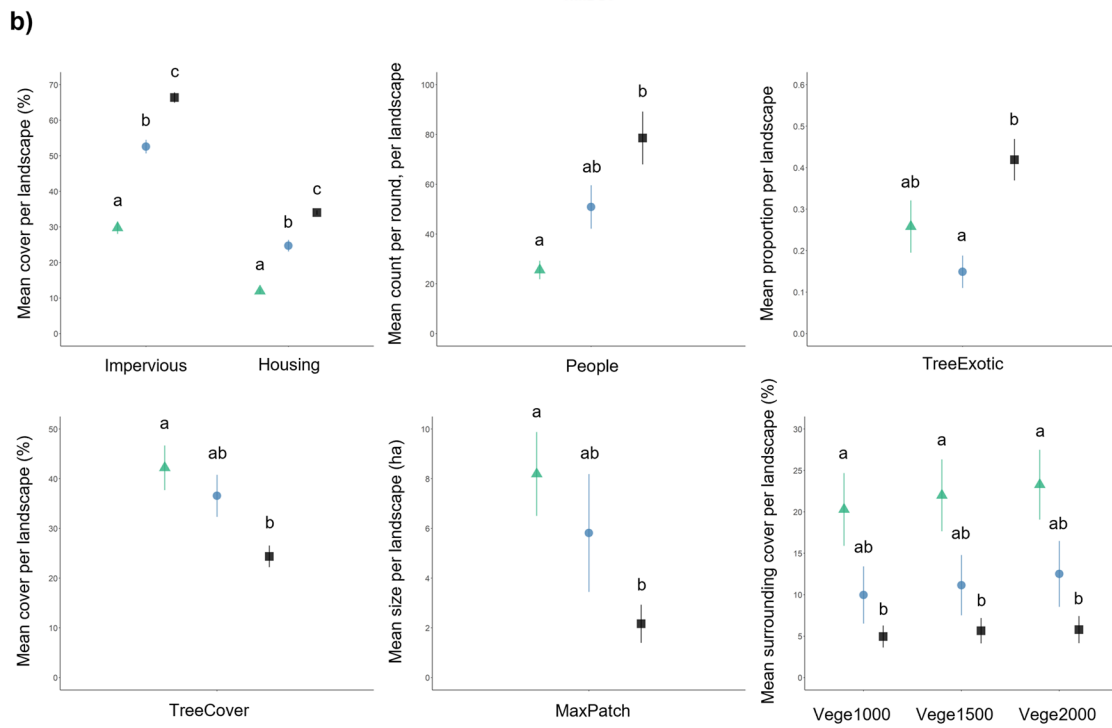 b)
Mean cover per landscape (%)
70
60
50
40
30
20
10
0
a
b
c
a
b
c
Impervious
Housing
Mean count per round, per landscape
100
80
60
40
20
0
a
ab
b
People
Mean proportion per landscape
0.6
0.5
0.4
0.3
0.2
0.1
0.0
ab
a
b
TreeExotic
Mean cover per landscape (%)
50
40
30
20
10
0
a
ab
b
TreeCover
Mean size per landscape (ha)
10
8
6
4
2
0
a
ab
b
MaxPatch
Mean surrounding cover per landscape (%)
30
25
20
15
10
5
0
a
ab
b
a
ab
b
a
ab
b
Vege1000
Vege1500
Vege2000